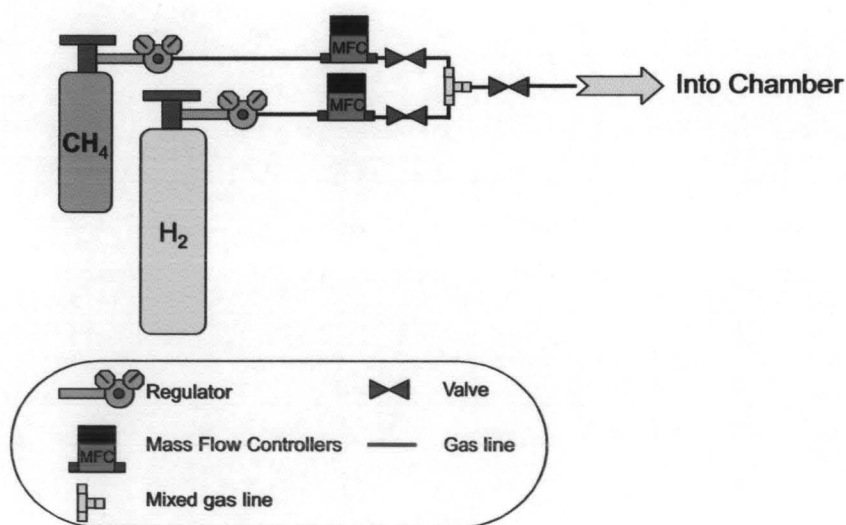 MFC
Into Chamber
MFC
CH₄
H₂
Regulator
Valve
MFC
Mass Flow Controllers
Gas line
Mixed gas line